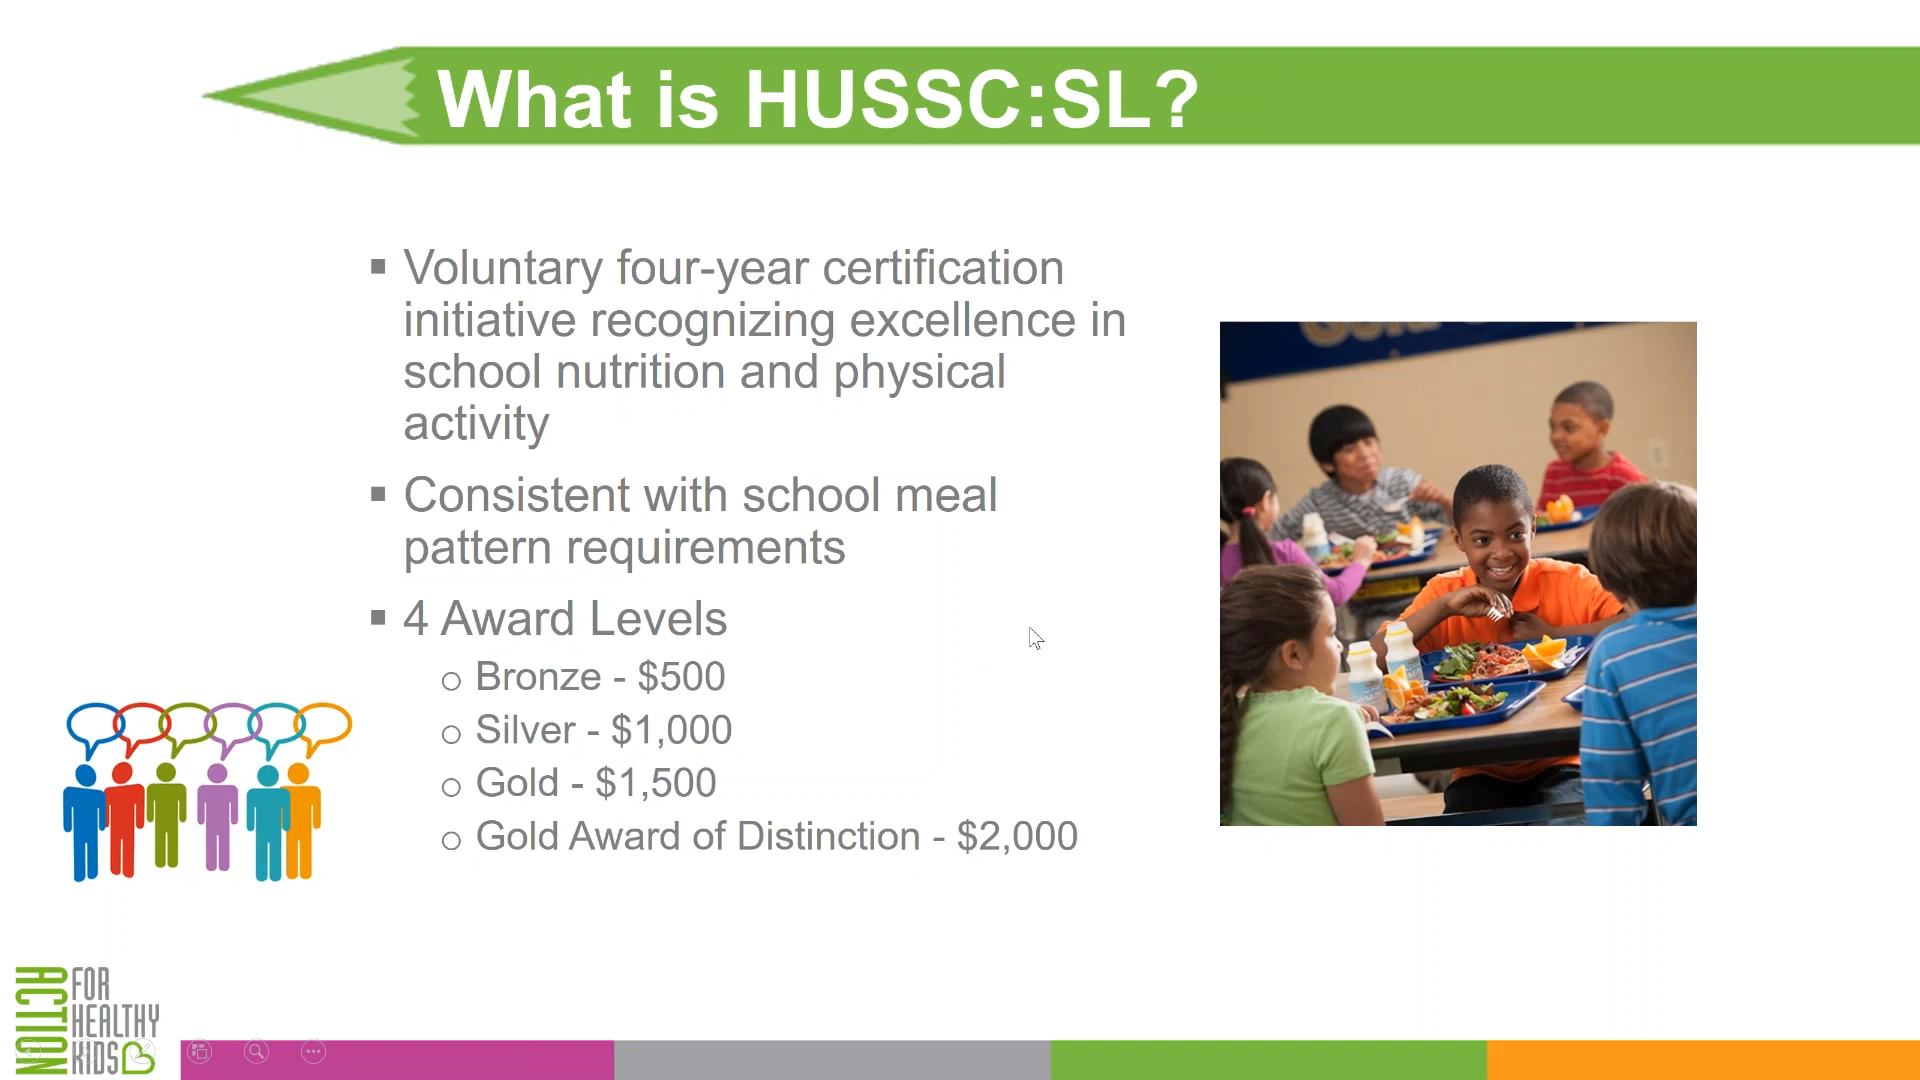 What is HUSSC:SL?
▪ Voluntary four-year certification
initiative recognizing excellence in
school nutrition and physical
activity
▪ Consistent with school meal
pattern requirements
▪ 4 Award Levels
o Bronze - $500
o Silver - $1,000
o Gold - $1,500
o Gold Award of Distinction - $2,000
ACTION
FOR
HEALTHY
KIDS